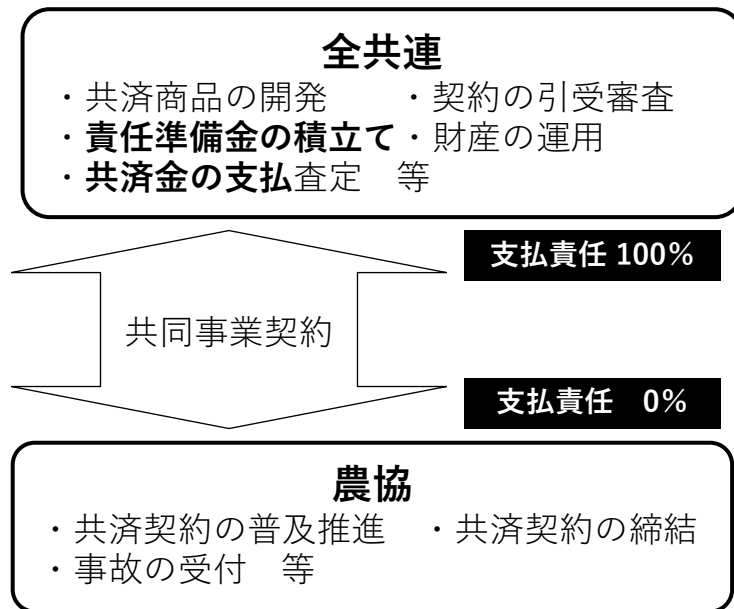 全共連
・共済商品の開発　　・契約の引受審査
・責任準備金の積立て・財産の運用
・共済金の支払査定　等
支払責任 100%
共同事業契約
支払責任　0%
農協
・共済契約の普及推進　・共済契約の締結
・事故の受付　等